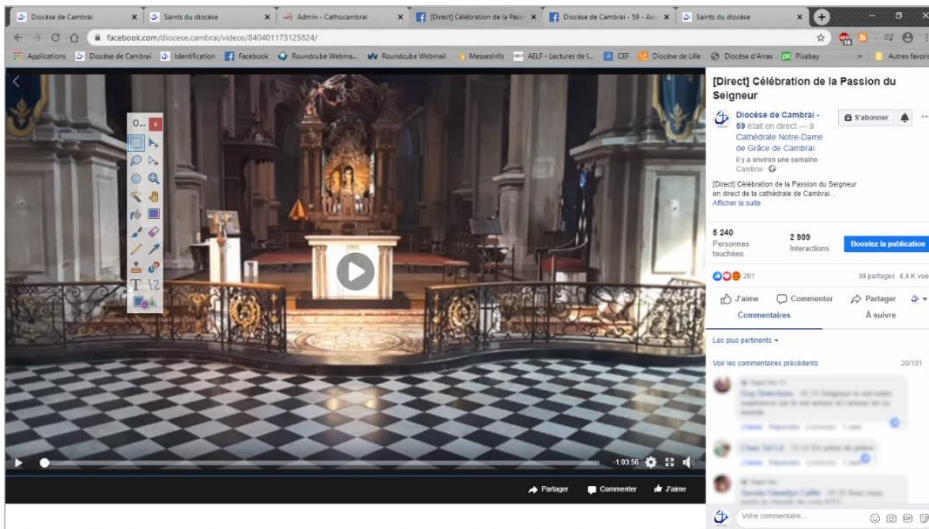 Diocèse de Cambrai
Saints du diocèse
Admin - Cathocambrai
[Direct] Célébration de la Pass
Diocèse de Cambrai - 59 - Acc
Saints du diocèse
facebook.com/diocese.cambrai/videos/840401173125824/
Applications
Diocèse de Cambrai
Identification
Facebook
Roundcube Webma...
Roundcube Webmail
MessesInfo
AELF - Lectures de l...
CEF
Diocèse de Lille
Diocèse d'Arras
Pixabay
»
Autres favoris
O...
T
[Direct] Célébration de la Passion du
Seigneur
Diocèse de Cambrai -
59 était en direct — à
Cathédrale Notre-Dame
de Grâce de Cambrai.
Il y a environ une semaine ·
Cambrai ·
S'abonner
[Direct] Célébration de la Passion du Seigneur
en direct de la cathédrale de Cambrai...
Afficher la suite
5 240
Personnes
touchées
2 909
Interactions
Boostez la publication
201
39 partages 4,4 K vues
J'aime
Commenter
Partager
Commentaires
À suivre
Les plus pertinents
Voir les commentaires précédents
20/101
-1:03:56
Partager
Commenter
J'aime
Votre commentaire...